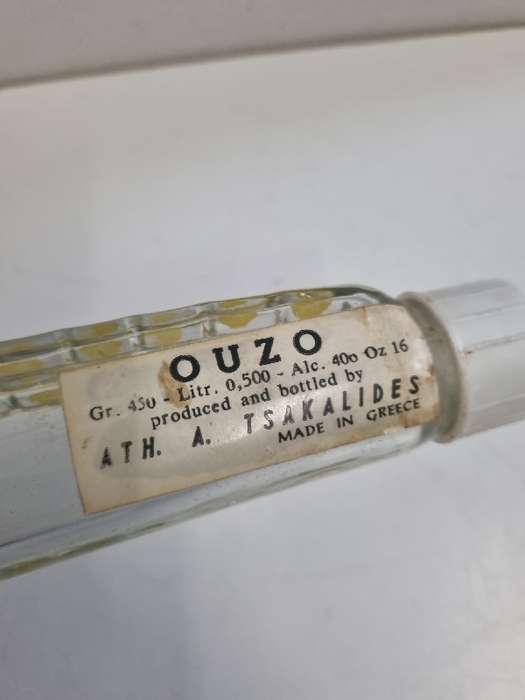 OUZO
Gr. 450 - Litr. 0,500 - Alc. 40o Oz 16
produced and bottled by
ATH. A. TSAKALIDES
MADE IN GREECE